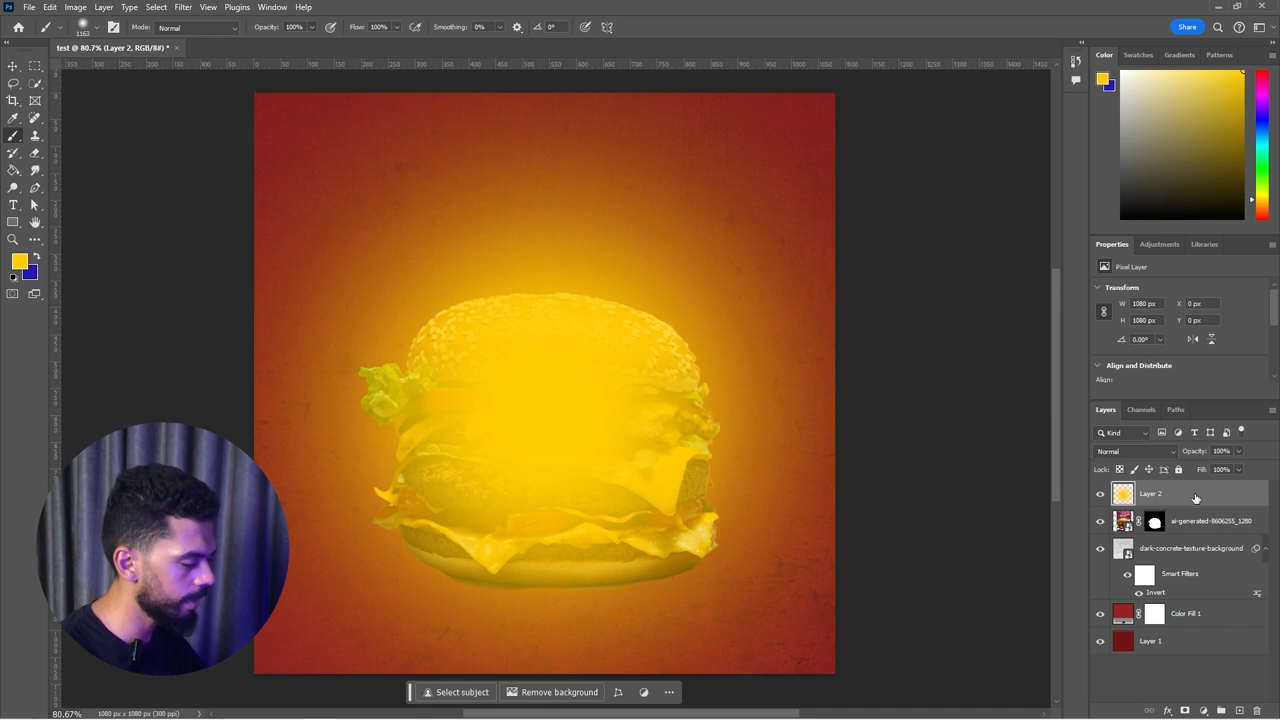 File Edit Image Layer Type Select Filter View Plugins Window Help
1163 Mode: Normal Opacity: 100% Flow: 100% Smoothing: 0% 0° Share
test @ 80.7% (Layer 2, RGB/8#) * ×
Color Swatches Gradients Patterns
Properties Adjustments Libraries
Pixel Layer
Transform
W 1080 px X 0 px
H 1080 px Y 0 px
0.00°
Align and Distribute
Align:
Layers Channels Paths
Kind
Normal Opacity: 100%
Lock: Fill: 100%
Layer 2
ai-generated-8606255_1280
dark-concrete-texture-background
Smart Filters
Invert
Color Fill 1
Layer 1
Select subject Remove background
80.67% 1080 px x 1080 px (300 ppi)